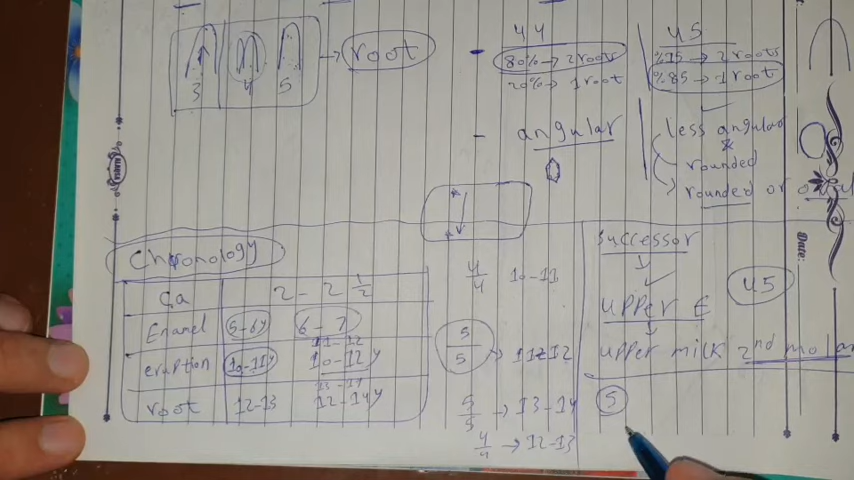 44
45
80% → 2 roots
%15 → 2 roots
20% → 1 root
%85 → 1 root
→ root
3 4 5
- angular
less angular
rounded
rounded or
Chronology
Ca 2 - 2 1/2
Enamel 5-6y 6-7
11-12
eruption 10-11y 10-12y
13-14
root 12-13 12-14y
4/4 10-11
5/5 → 11-12
5/5 → 13-14
4/4 → 12-13
Successor
upper E
45
upper milk 2nd molar
5
Date: